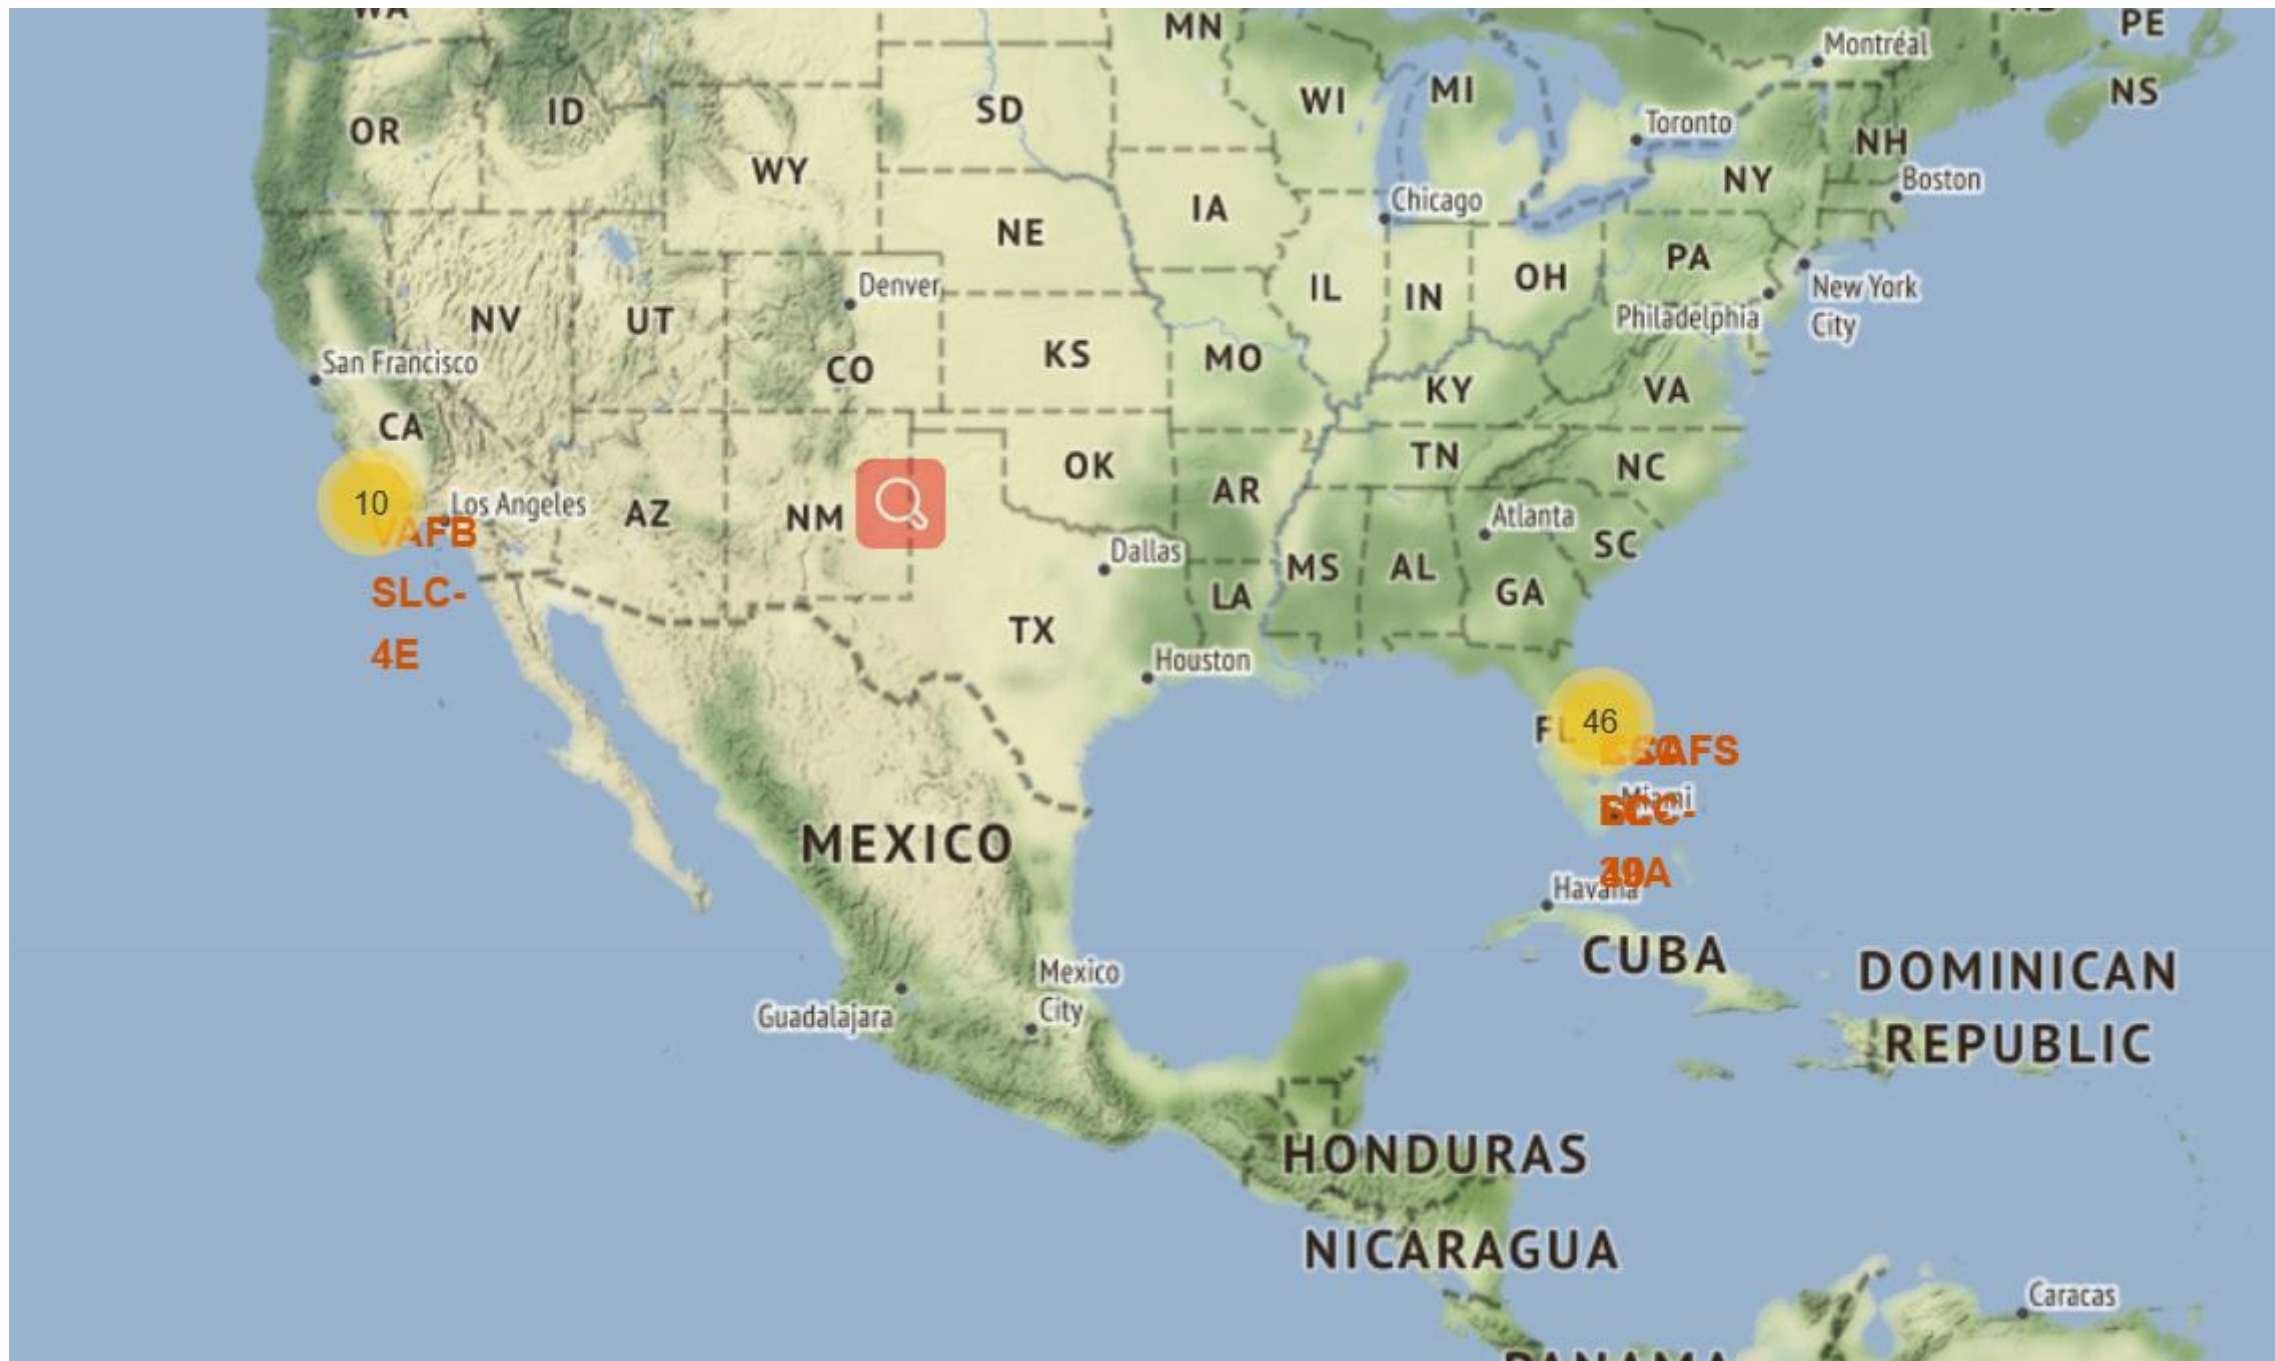 WA
MN
PE
Montréal
OR
ID
SD
WI
MI
NS
Toronto
NH
WY
NY
Boston
Chicago
IA
NE
PA
Denver
IL
IN
OH
New York
City
NV
UT
Philadelphia
San Francisco
CO
KS
MO
KY
VA
CA
OK
TN
NC
10
Los Angeles
AZ
NM
AR
Atlanta
VAFB
SLC-
4E
Dallas
MS
AL
SC
LA
GA
TX
Houston
FL
46
Miami
MEXICO
Havana
CUBA
DOMINICAN
REPUBLIC
Mexico
City
Guadalajara
HONDURAS
NICARAGUA
Caracas
PANAMA